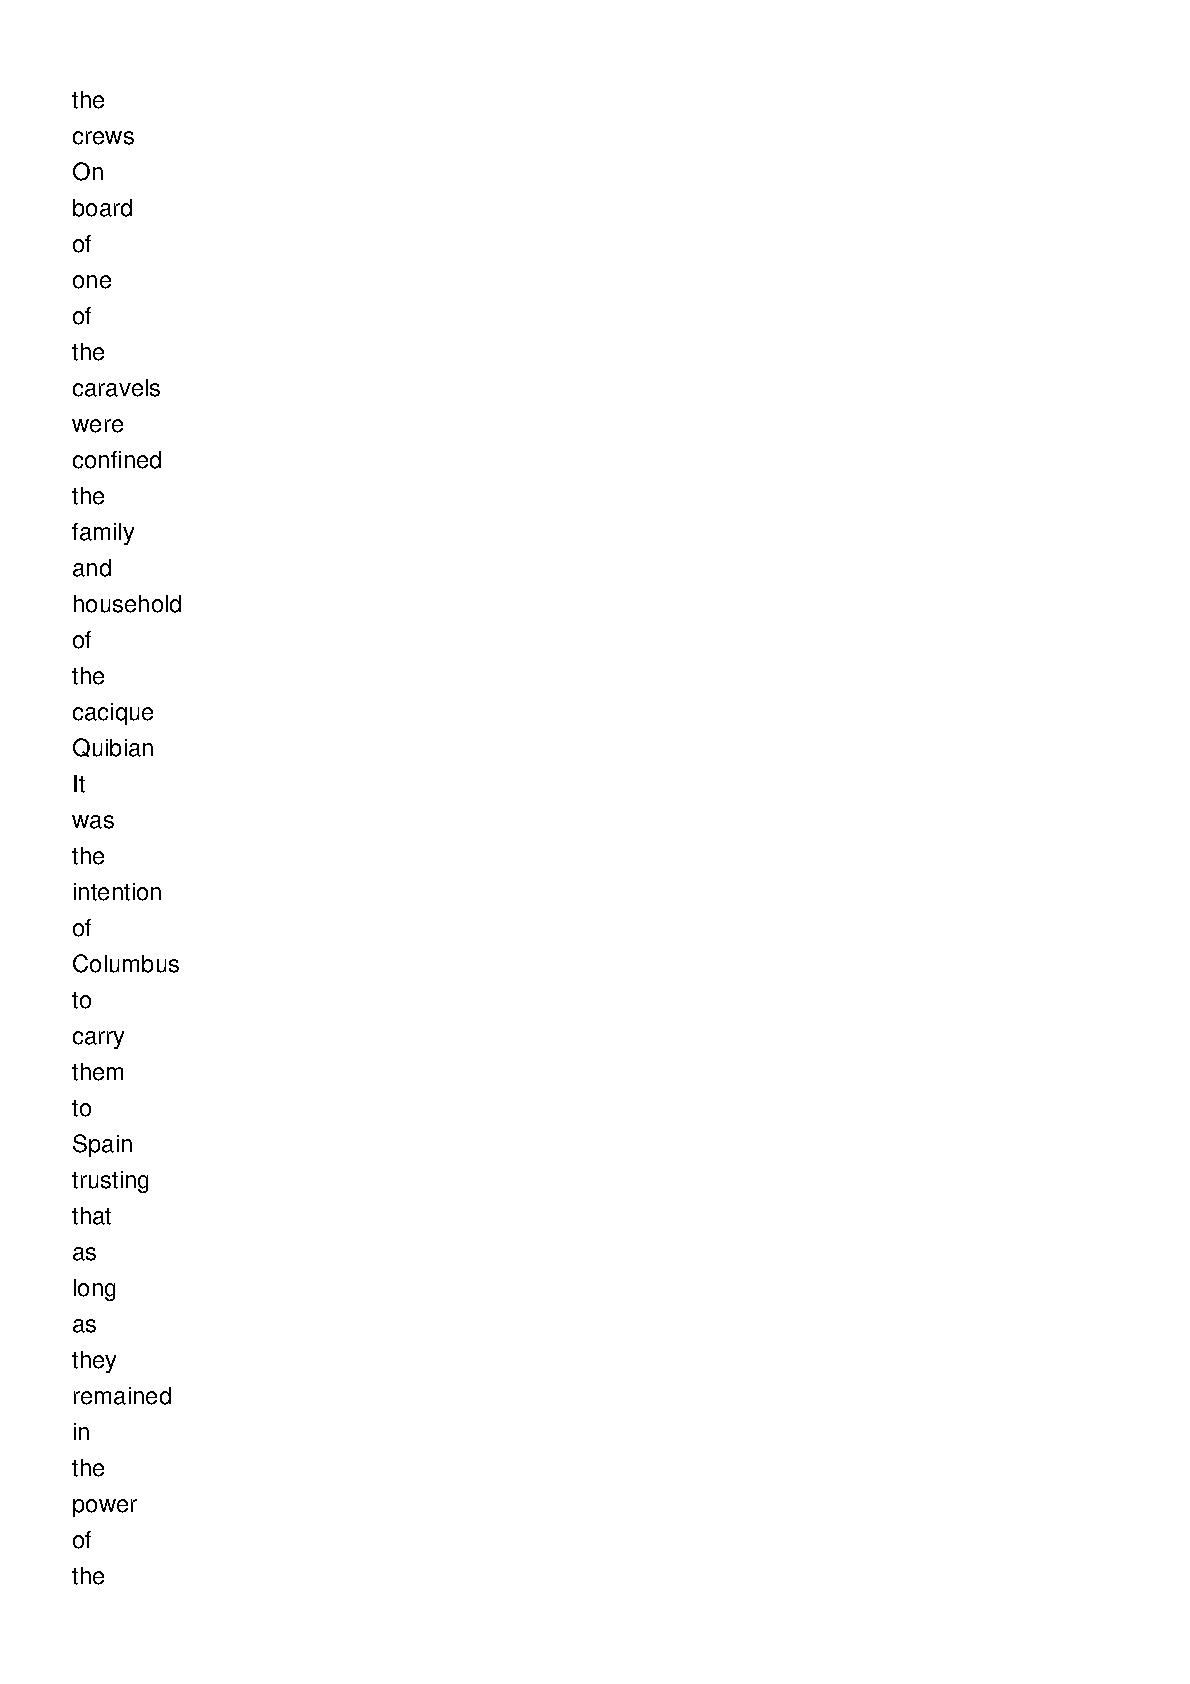 the
crews
On
board
of
one
of
the
caravels
were
confined
the
family
and
household
of
the
cacique
Quibian
It
was
the
intention
of
Columbus
to
carry
them
to
Spain
trusting
that
as
long
as
they
remained
in
the
power
of
the